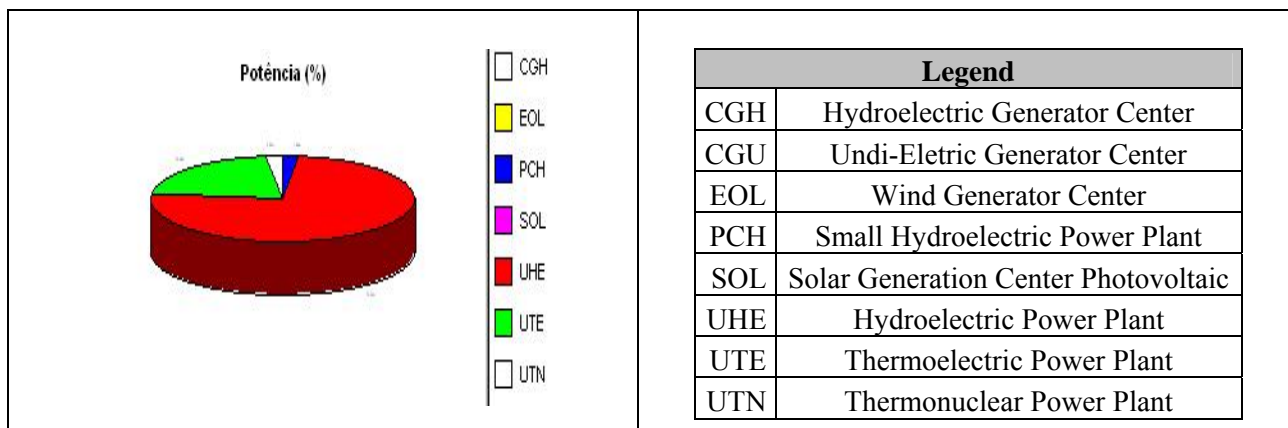 Potência (%)
CGH
EOL
PCH
SOL
UHE
UTE
UTN
Legend
CGH Hydroelectric Generator Center
CGU Undi-Eletric Generator Center
EOL Wind Generator Center
PCH Small Hydroelectric Power Plant
SOL Solar Generation Center Photovoltaic
UHE Hydroelectric Power Plant
UTE Thermoelectric Power Plant
UTN Thermonuclear Power Plant